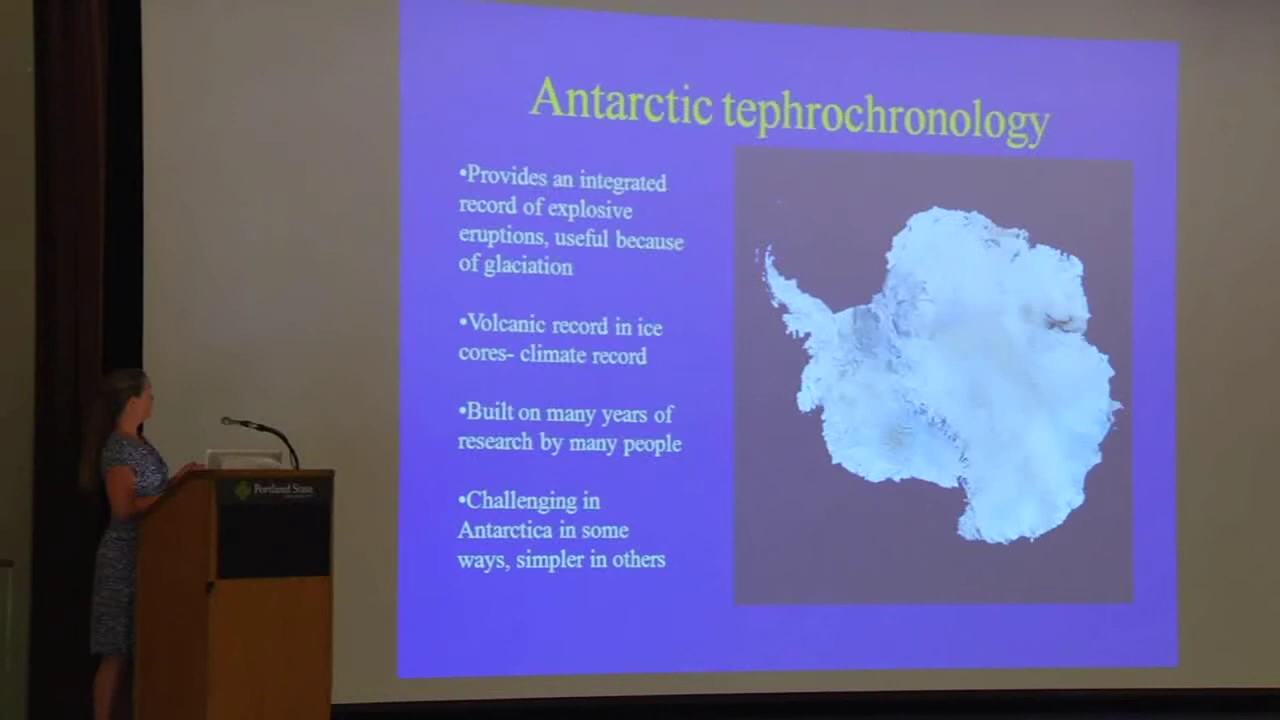 Antarctic tephrochronology
•Provides an integrated
record of explosive
eruptions, useful because
of glaciation
•Volcanic record in ice
cores- climate record
•Built on many years of
research by many people
•Challenging in
Antarctica in some
ways, simpler in others
Portland State